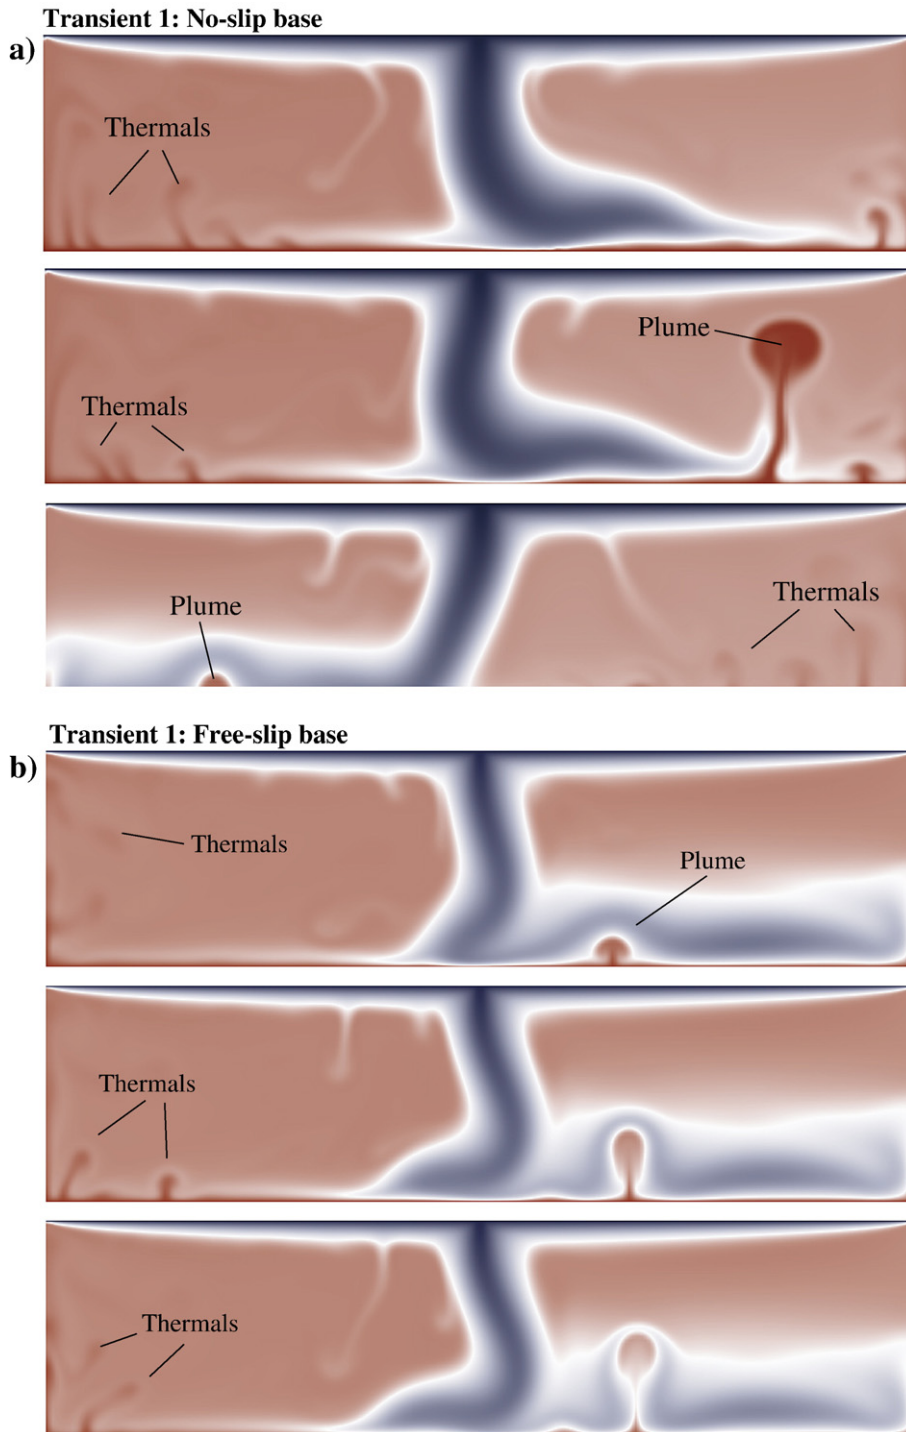 Transient 1: No-slip base
a)
Thermals
Plume
Thermals
Plume
Thermals
Transient 1: Free-slip base
b)
Thermals
Plume
Thermals
Thermals